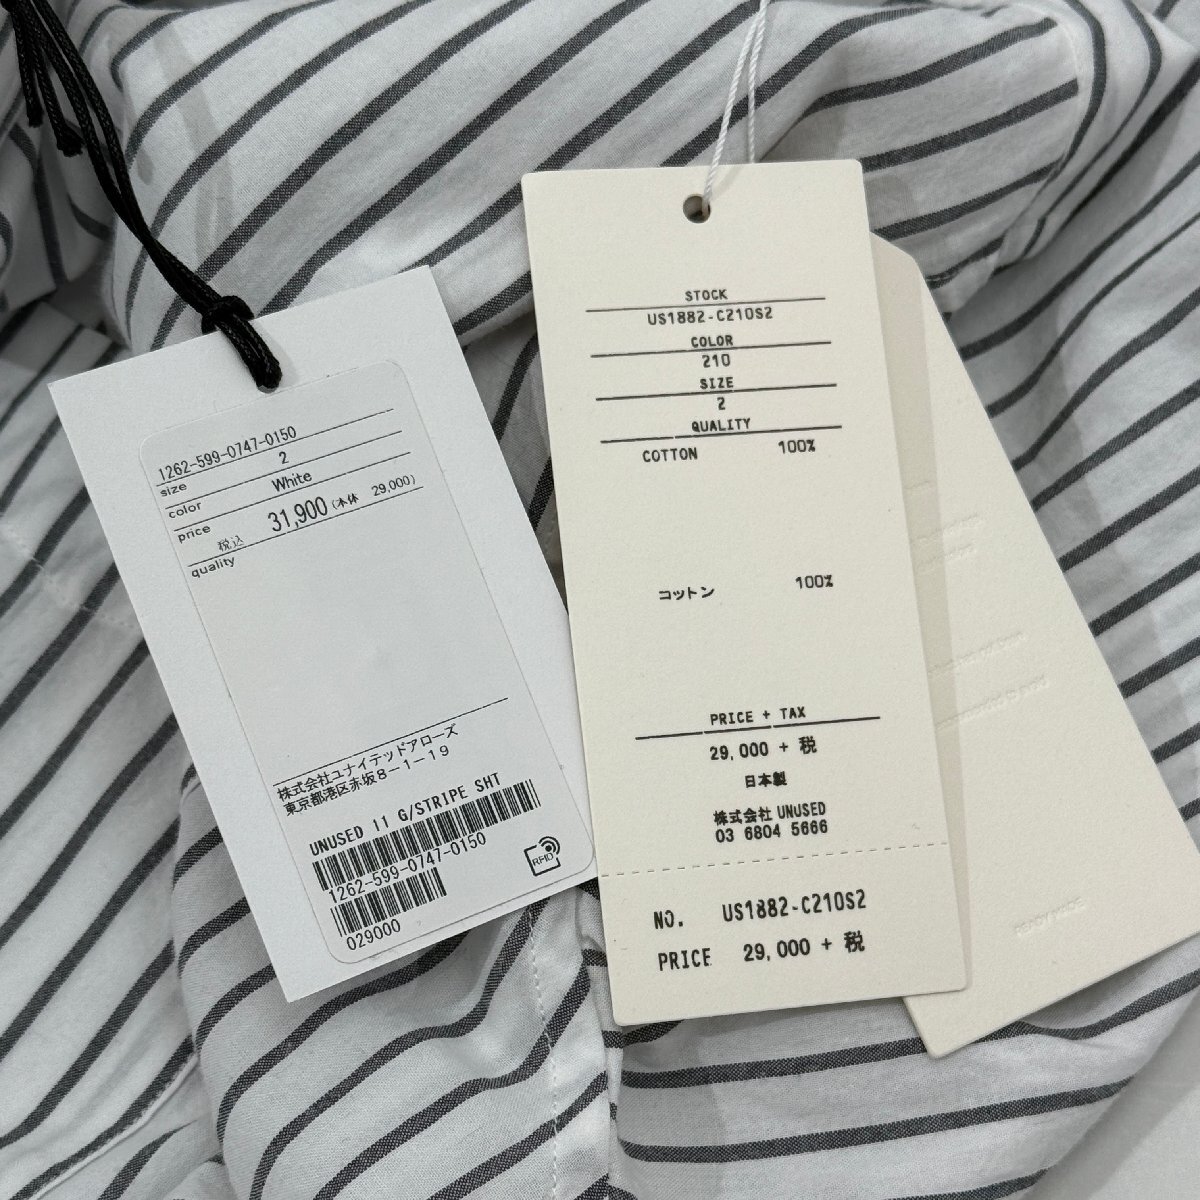 1262-599-0747-0150
size 2
color White
price 31,900 (本体 29,000)
税込
quality
株式会社ユナイテッドアローズ
東京都港区赤坂8-1-19
UNUSED 11 G/STRIPE SHT
1262-599-0747-0150
029000
RFID
STOCK
US1882-C210S2
COLOR
210
SIZE
2
QUALITY
COTTON 100%
コットン 100%
PRICE + TAX
29,000 + 税
日本製
株式会社 UNUSED
03 6804 5666
NO. US1882-C210S2
PRICE 29,000 + 税
READY MADE